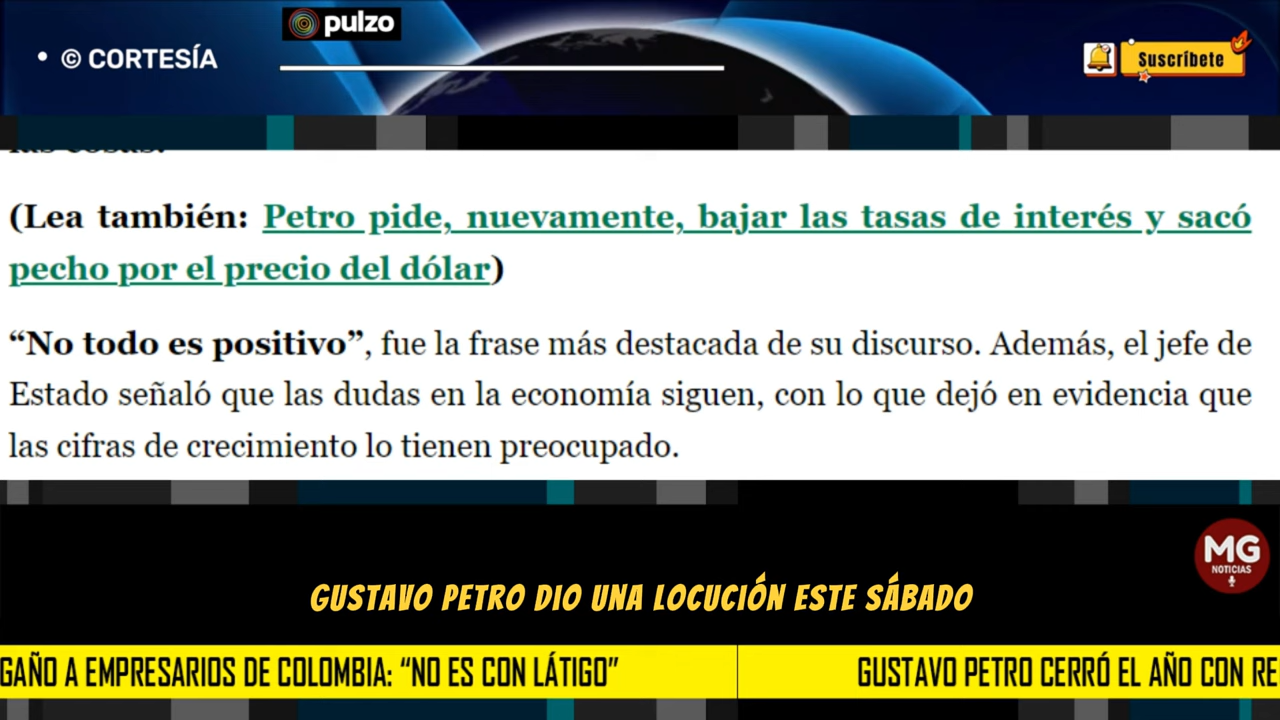 pulzo
• © CORTESÍA
Suscríbete
las cosas.
(Lea también: Petro pide, nuevamente, bajar las tasas de interés y sacó
pecho por el precio del dólar)
“No todo es positivo”, fue la frase más destacada de su discurso. Además, el jefe de
Estado señaló que las dudas en la economía siguen, con lo que dejó en evidencia que
las cifras de crecimiento lo tienen preocupado.
MG
NOTICIAS
GUSTAVO PETRO DIO UNA LOCUCIÓN ESTE SÁBADO
GAÑO A EMPRESARIOS DE COLOMBIA: “NO ES CON LÁTIGO” GUSTAVO PETRO CERRÓ EL AÑO CON RE